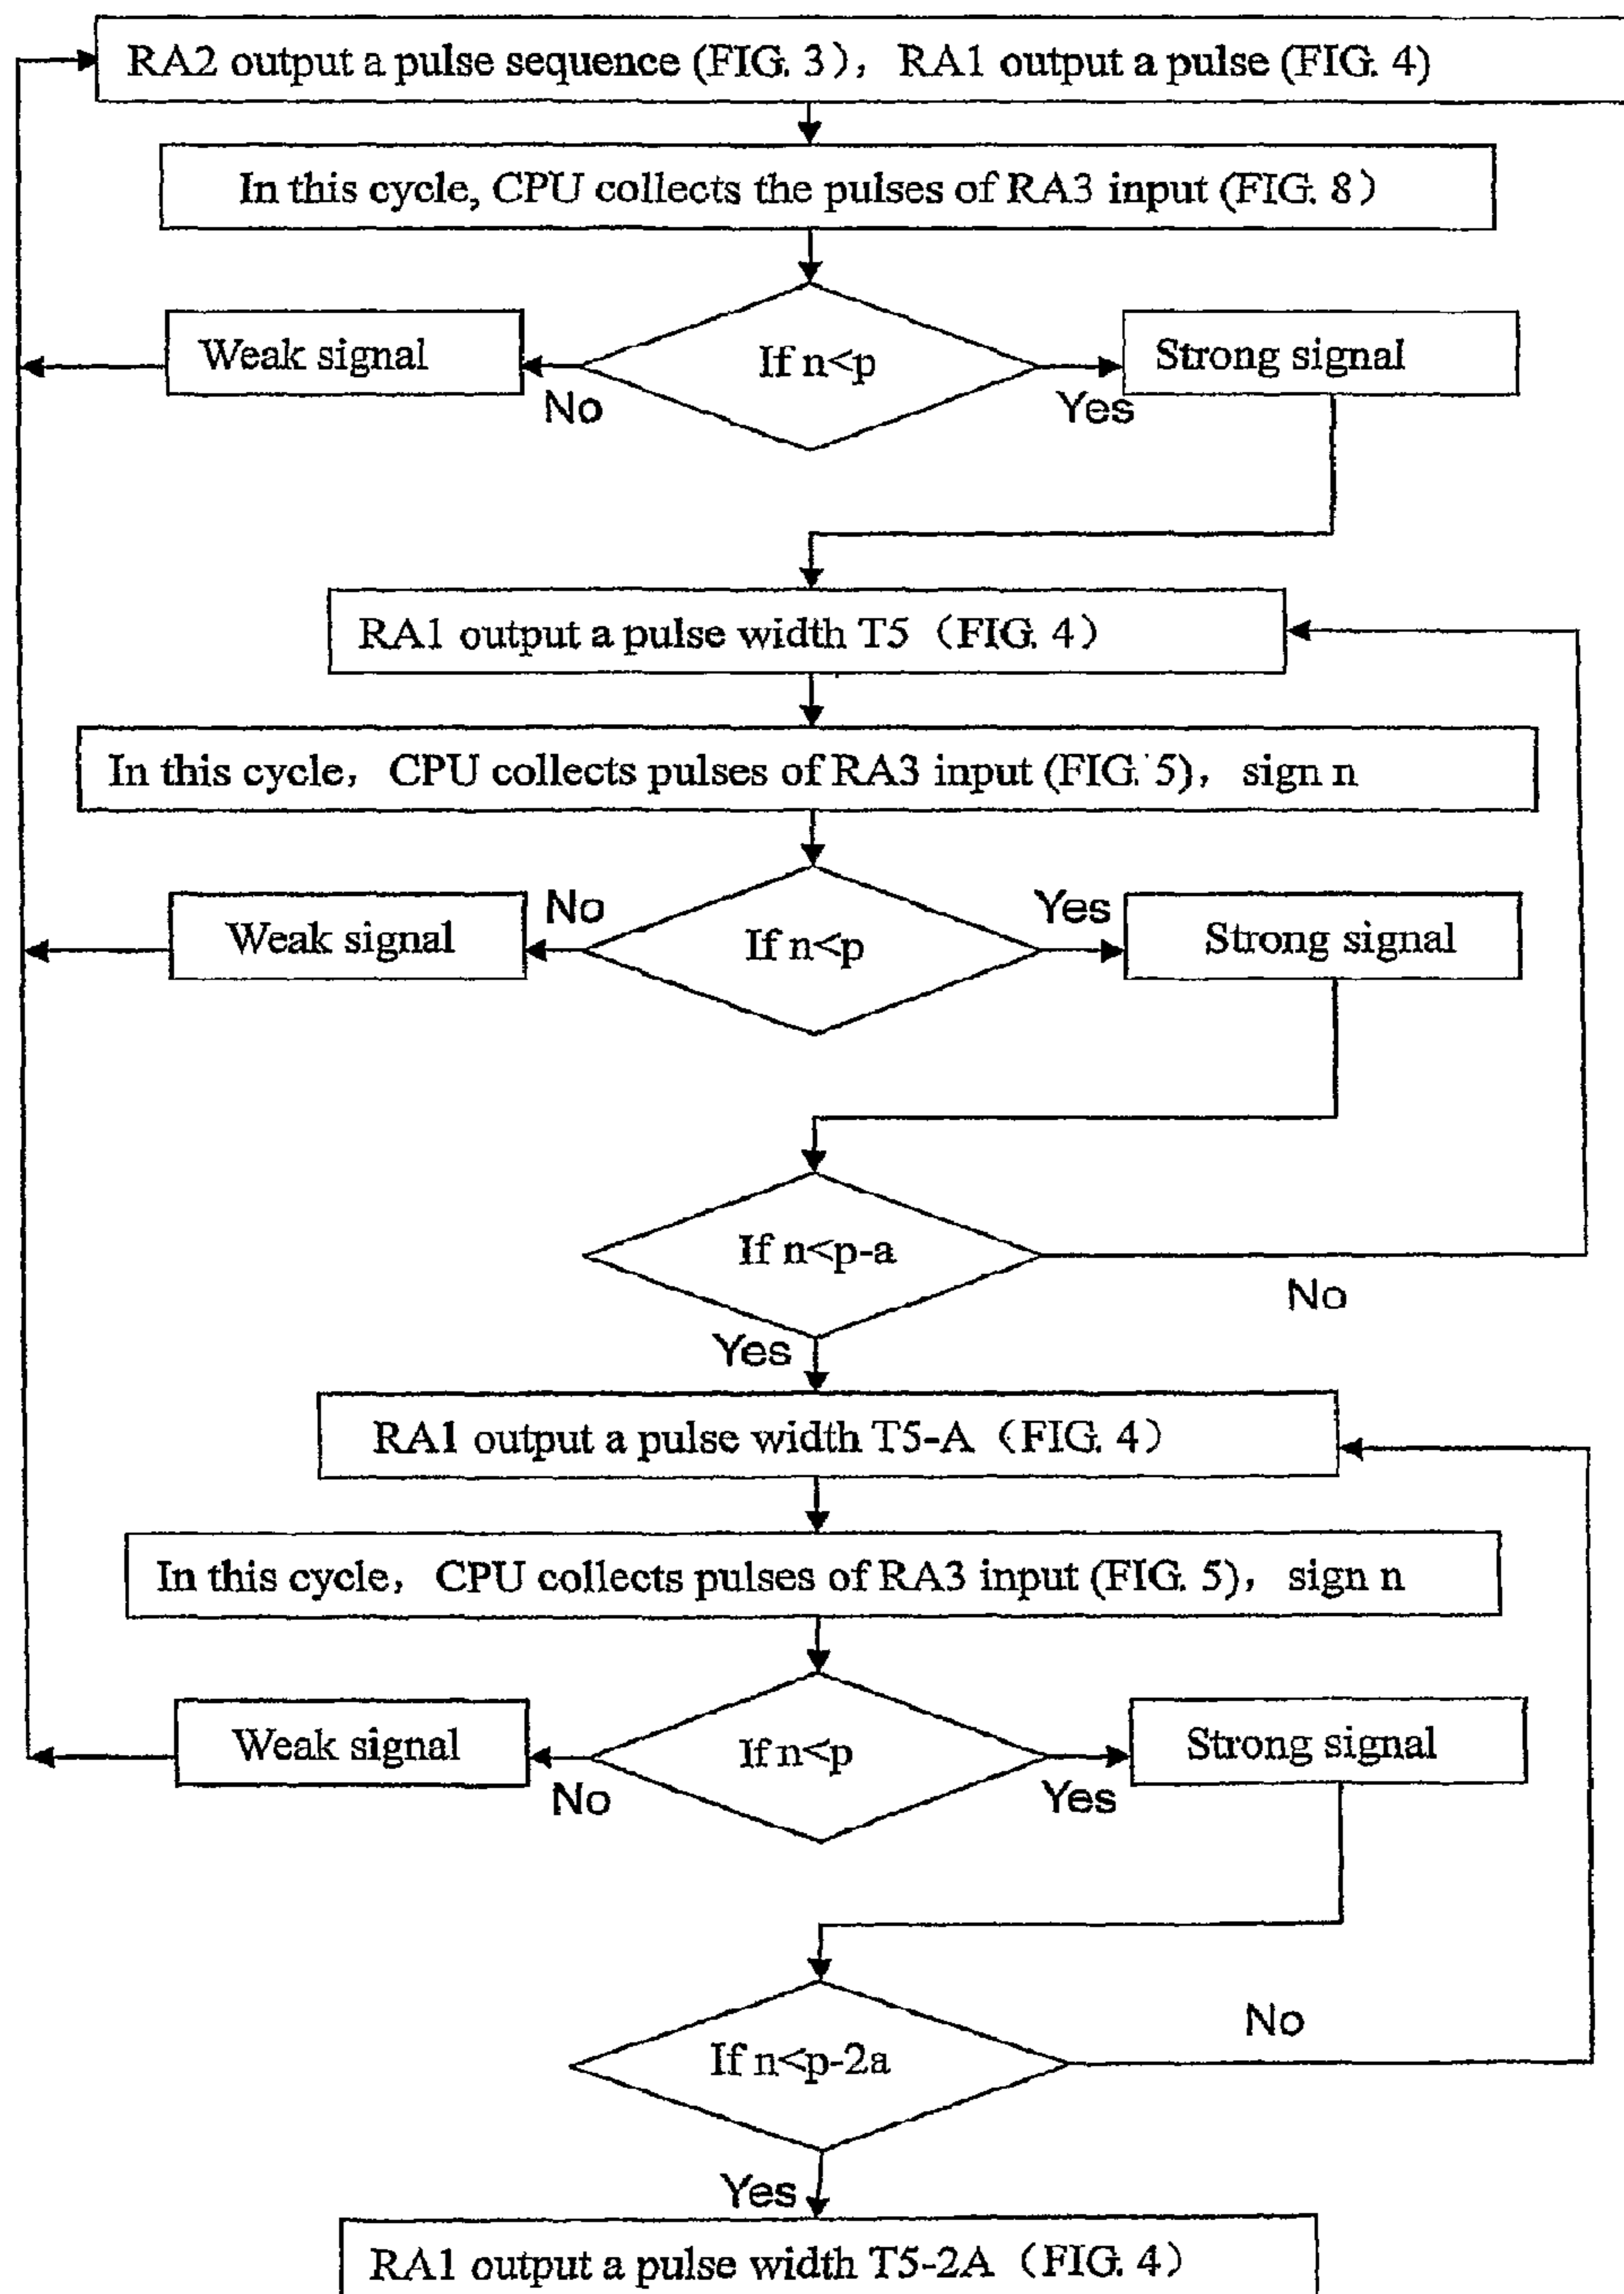 RA2 output a pulse sequence (FIG. 3), RA1 output a pulse (FIG. 4)
In this cycle, CPU collects the pulses of RA3 input (FIG. 8)
Weak signal
If n<p
Strong signal
No
Yes
RA1 output a pulse width T5 (FIG. 4)
In this cycle, CPU collects pulses of RA3 input (FIG. 5), sign n
No
Yes
Weak signal
If n<p
Strong signal
If n<p-a
No
Yes
RA1 output a pulse width T5-A (FIG. 4)
In this cycle, CPU collects pulses of RA3 input (FIG. 5), sign n
Weak signal
If n<p
Strong signal
No
Yes
If n<p-2a
No
Yes
RA1 output a pulse width T5-2A (FIG. 4)